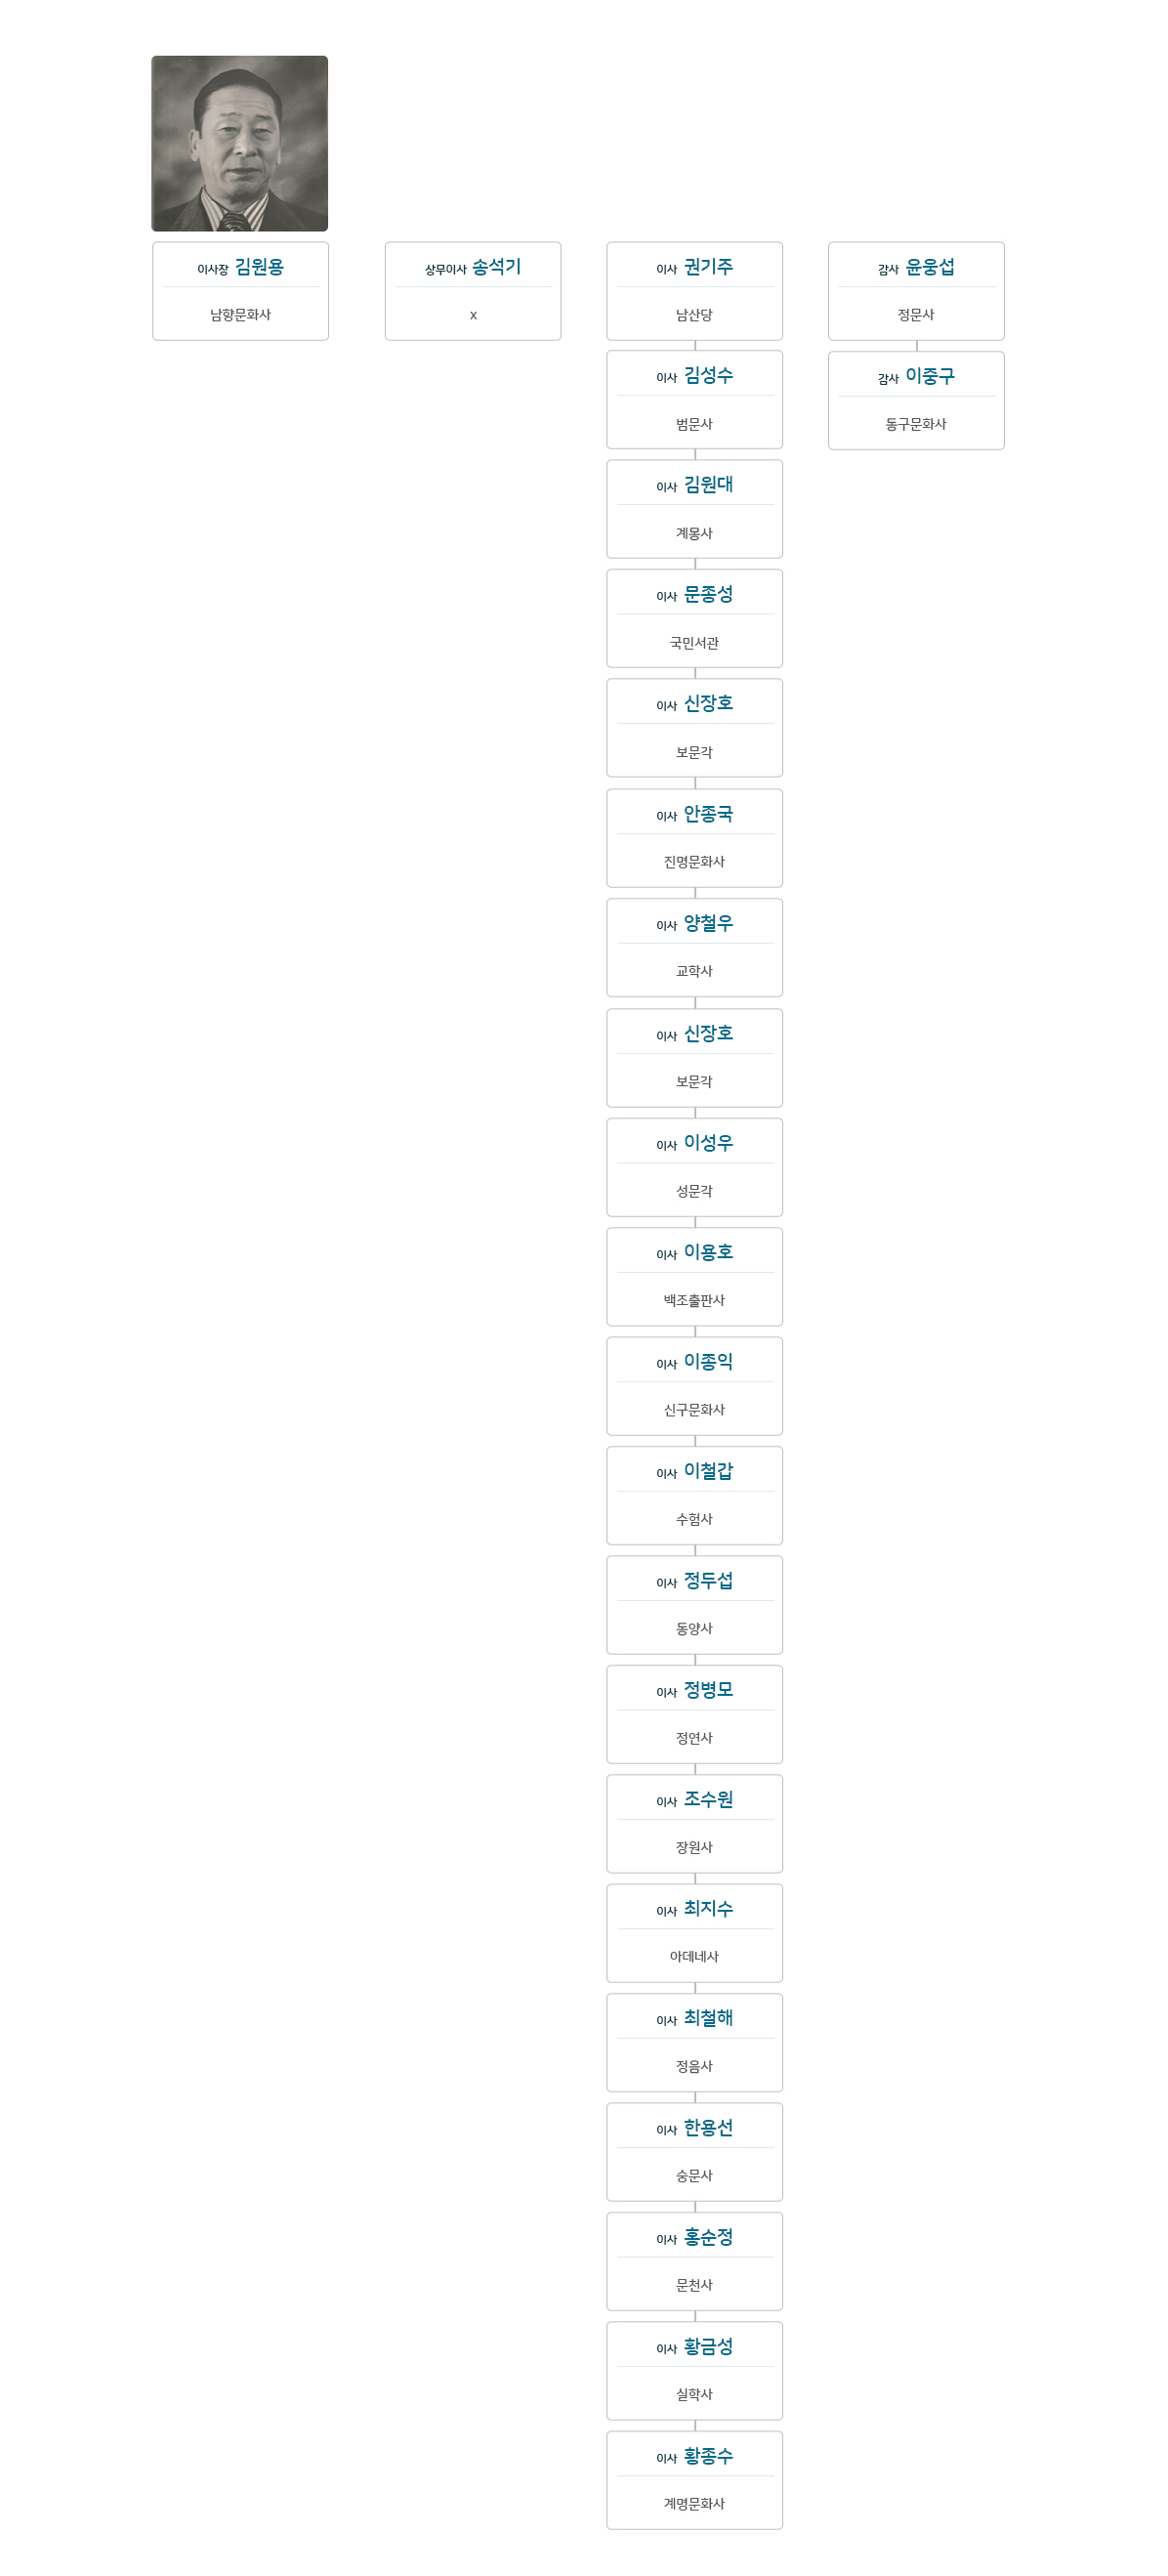 이사장 김원용
남향문화사
상무이사 송석기
x
이사 권기주
남산당
이사 김성수
범문사
이사 김원대
계몽사
이사 문종성
국민서관
이사 신장호
보문각
이사 안종국
진명문화사
이사 양철우
교학사
이사 신장호
보문각
이사 이성우
성문각
이사 이용호
백조출판사
이사 이종익
신구문화사
이사 이철갑
수험사
이사 정두섭
동양사
이사 정병모
정연사
이사 조수원
장원사
이사 최지수
아데네사
이사 최철해
정음사
이사 한용선
숭문사
이사 홍순정
문천사
이사 황금성
실학사
이사 황종수
계명문화사
감사 윤웅섭
정문사
감사 이중구
동구문화사